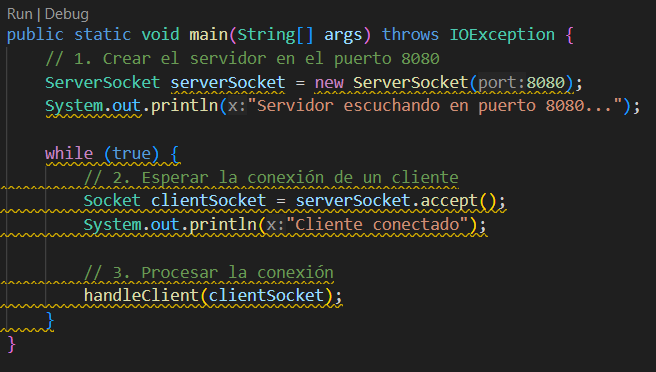 Run | Debug
public static void main(String[] args) throws IOException {
// 1. Crear el servidor en el puerto 8080
ServerSocket serverSocket = new ServerSocket(port:8080);
System.out.println(x:"Servidor escuchando en puerto 8080...");
while (true) {
// 2. Esperar la conexión de un cliente
Socket clientSocket = serverSocket.accept();
System.out.println(x:"Cliente conectado");
// 3. Procesar la conexión
handleClient(clientSocket);
}
}